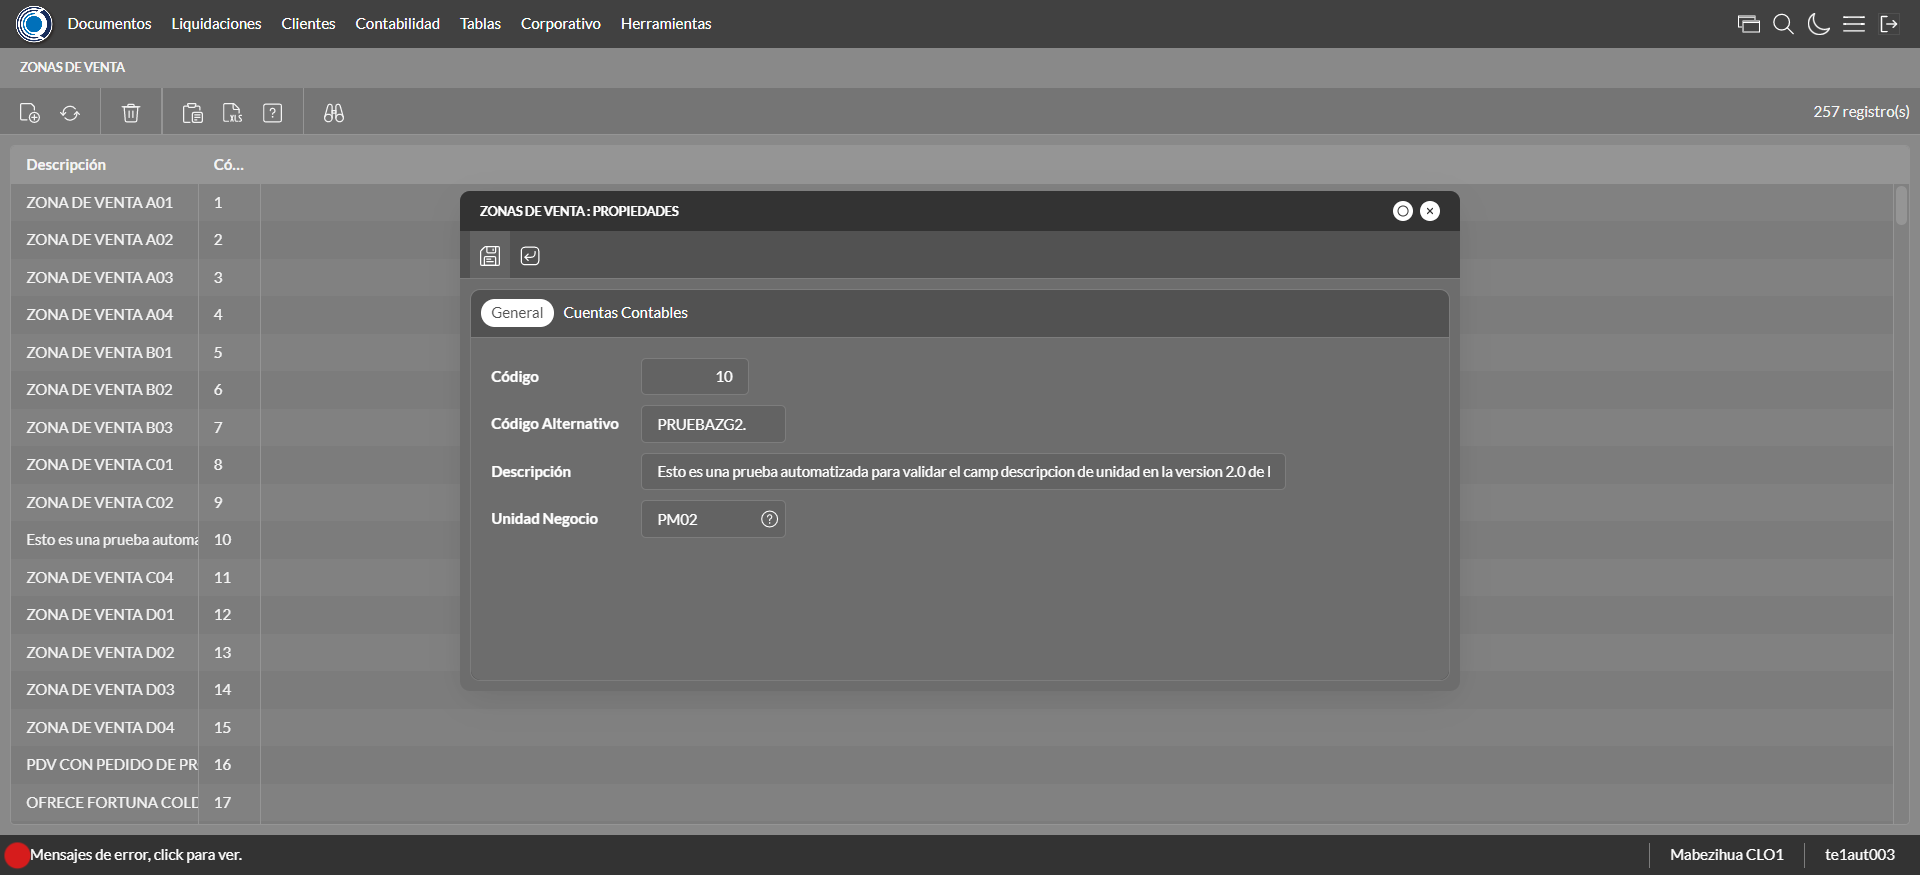 Documentos Liquidaciones Clientes Contabilidad Tablas Corporativo Herramientas
ZONAS DE VENTA
XLS ? 257 registro(s)
Descripción Có...
ZONA DE VENTA A01 1
ZONA DE VENTA A02 2
ZONA DE VENTA A03 3
ZONA DE VENTA A04 4
ZONA DE VENTA B01 5
ZONA DE VENTA B02 6
ZONA DE VENTA B03 7
ZONA DE VENTA C01 8
ZONA DE VENTA C02 9
Esto es una prueba automa 10
ZONA DE VENTA C04 11
ZONA DE VENTA D01 12
ZONA DE VENTA D02 13
ZONA DE VENTA D03 14
ZONA DE VENTA D04 15
PDV CON PEDIDO DE PR 16
OFRECE FORTUNA COLD 17
ZONAS DE VENTA : PROPIEDADES
General Cuentas Contables
Código 10
Código Alternativo PRUEBAZG2.
Descripción Esto es una prueba automatizada para validar el camp descripcion de unidad en la version 2.0 de
Unidad Negocio PM02 ?
Mensajes de error, click para ver. Mabezihua CLO1 te1aut003